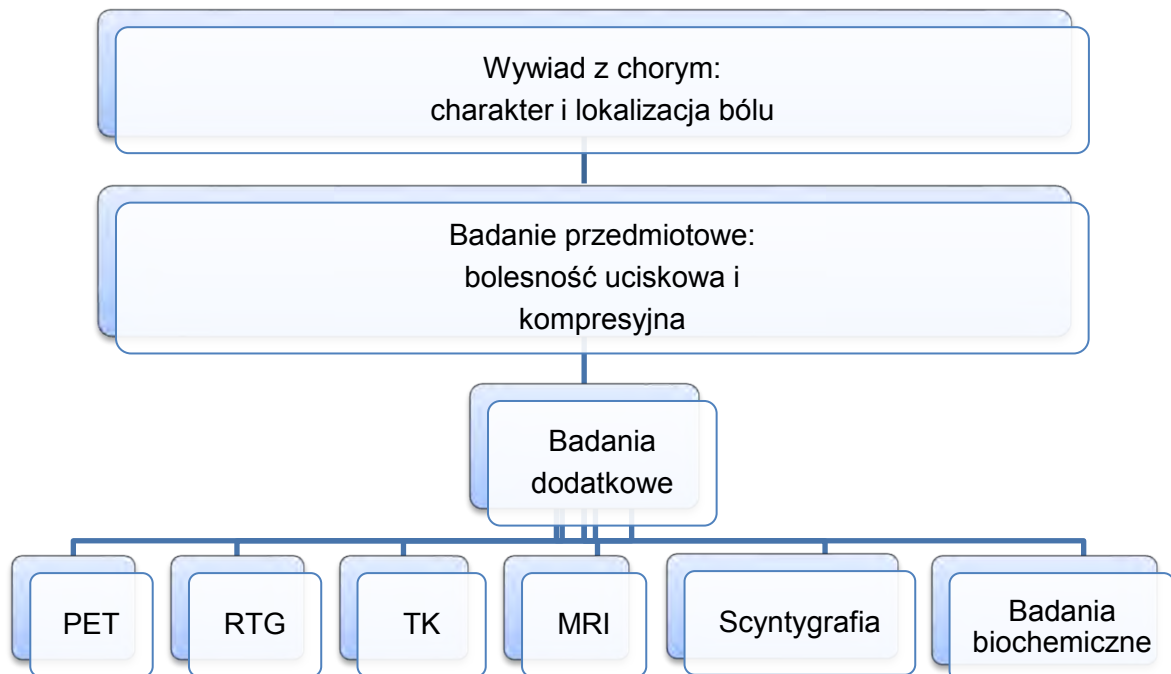 Wywiad z chorym:
charakter i lokalizacja bólu
Badanie przedmiotowe:
bolesność uciskowa i
kompresyjna
Badania
dodatkowe
PET
RTG
TK
MRI
Scyntygrafia
Badania
biochemiczne